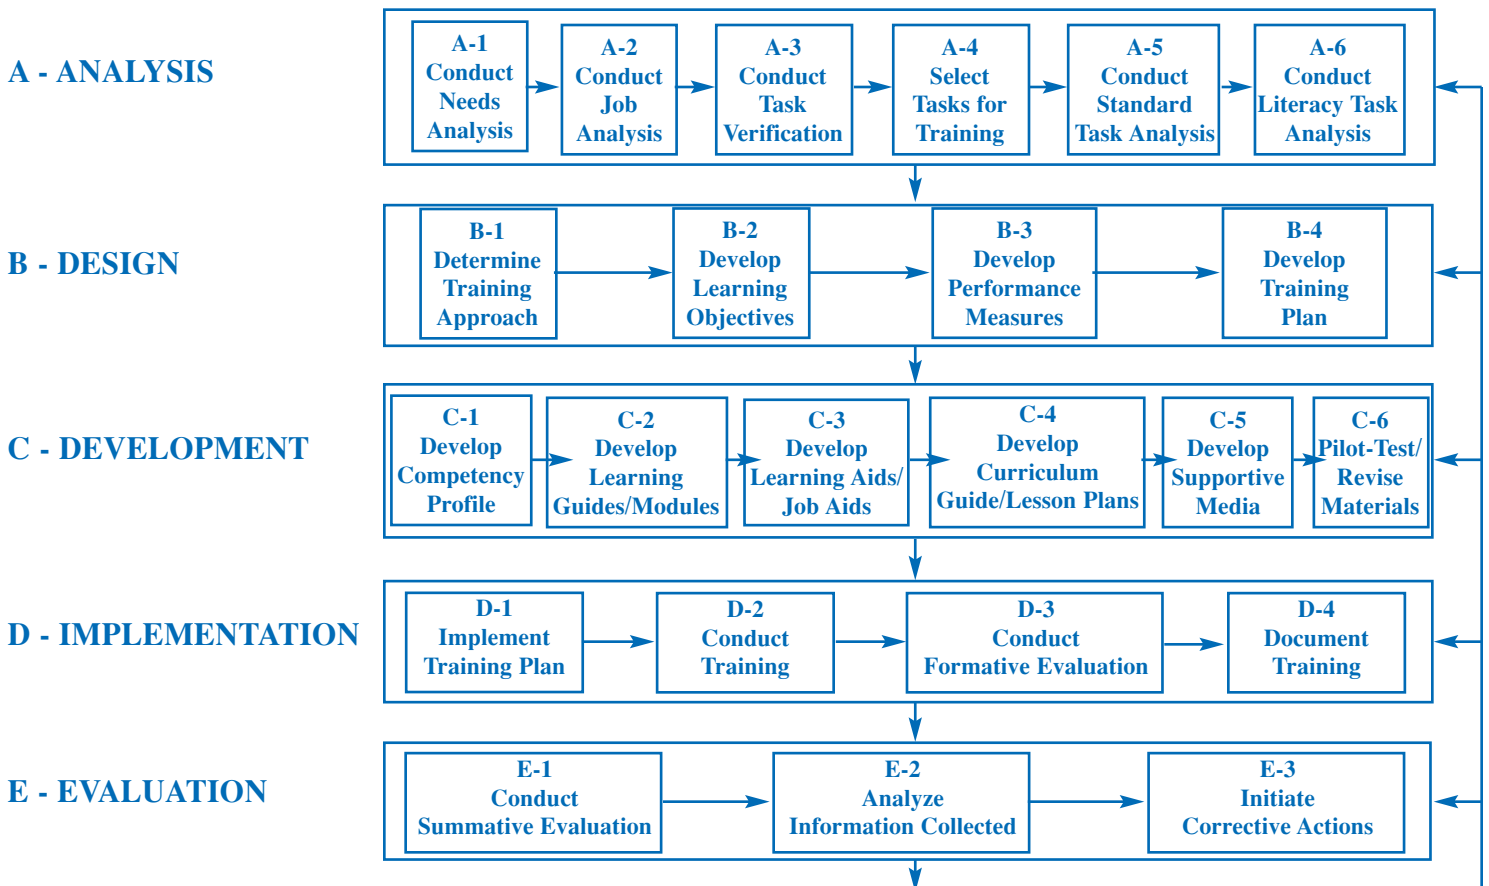 A - ANALYSIS
A-1
Conduct
Needs
Analysis
A-2
Conduct
Job
Analysis
A-3
Conduct
Task
Verification
A-4
Select
Tasks for
Training
A-5
Conduct
Standard
Task Analysis
A-6
Conduct
Literacy Task
Analysis
B - DESIGN
B-1
Determine
Training
Approach
B-2
Develop
Learning
Objectives
B-3
Develop
Performance
Measures
B-4
Develop
Training
Plan
C - DEVELOPMENT
C-1
Develop
Competency
Profile
C-2
Develop
Learning
Guides/Modules
C-3
Develop
Learning Aids/
Job Aids
C-4
Develop
Curriculum
Guide/Lesson Plans
C-5
Develop
Supportive
Media
C-6
Pilot-Test/
Revise
Materials
D - IMPLEMENTATION
D-1
Implement
Training Plan
D-2
Conduct
Training
D-3
Conduct
Formative Evaluation
D-4
Document
Training
E - EVALUATION
E-1
Conduct
Summative Evaluation
E-2
Analyze
Information Collected
E-3
Initiate
Corrective Actions